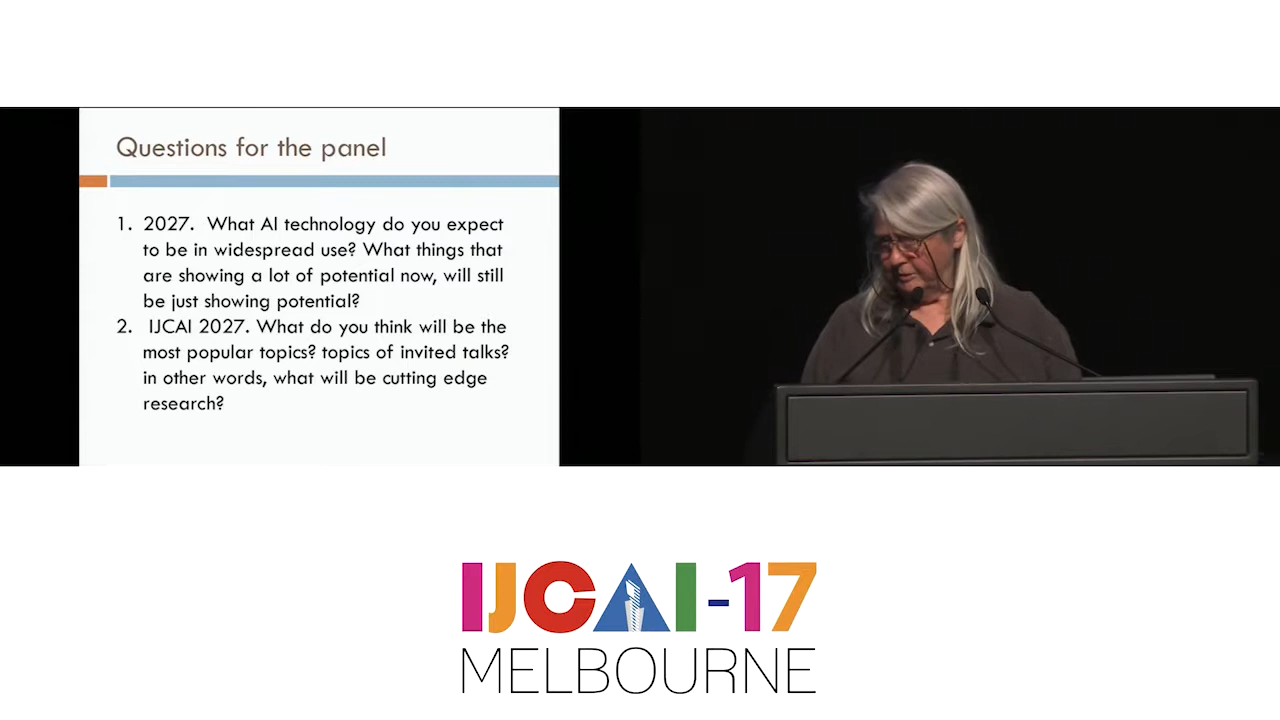 Questions for the panel
1. 2027. What AI technology do you expect
to be in widespread use? What things that
are showing a lot of potential now, will still
be just showing potential?
2. IJCAI 2027. What do you think will be the
most popular topics? topics of invited talks?
in other words, what will be cutting edge
research?
IJCAI-17
MELBOURNE